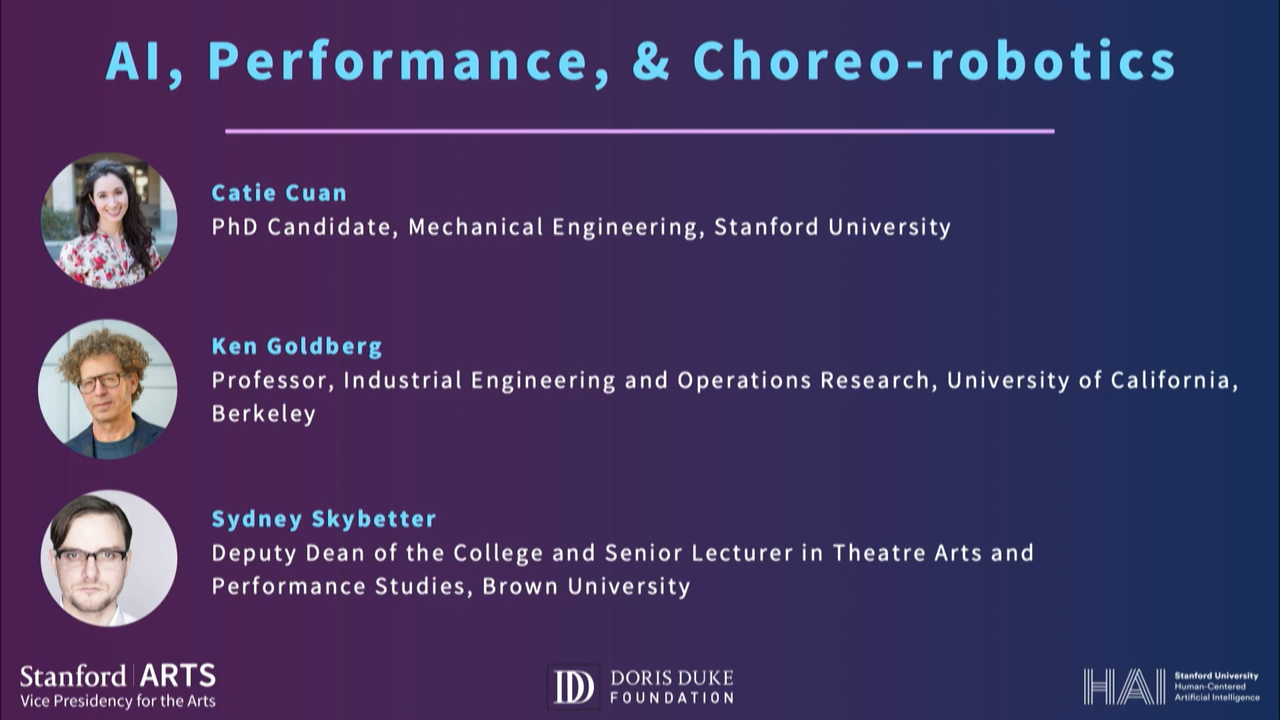 AI, Performance, & Choreo-robotics
Catie Cuan
PhD Candidate, Mechanical Engineering, Stanford University
Ken Goldberg
Professor, Industrial Engineering and Operations Research, University of California,
Berkeley
Sydney Skybetter
Deputy Dean of the College and Senior Lecturer in Theatre Arts and
Performance Studies, Brown University
Stanford | ARTS
Vice Presidency for the Arts
DD DORIS DUKE
FOUNDATION
HAI
Stanford University
Human-Centered
Artificial Intelligence